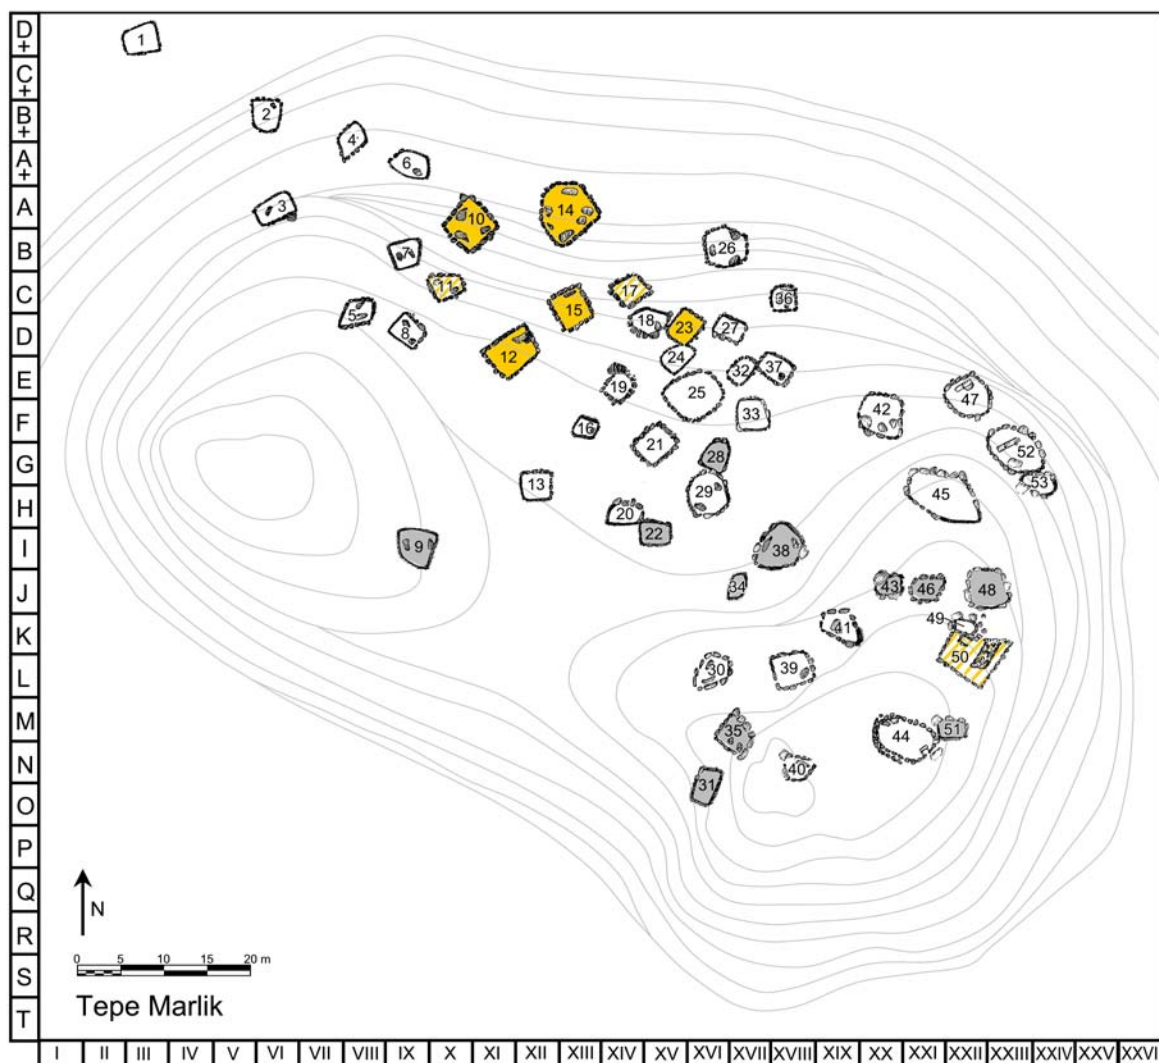 D+
C+
B+
A+
A
B
C
D
E
F
G
H
I
J
K
L
M
N
O
P
Q
R
S
T
1
2
4
6
3
10
14
7
26
11
17
36
5
15
8
18
23
27
12
24
32
37
19
25
47
33
42
16
21
52
28
13
53
29
45
20
22
9
38
34
43
46
48
49
41
50
30
39
35
44
51
40
31
N
0 5 10 15 20 m
Tepe Marlik
I II III IV V VI VII VIII IX X XI XII XIII XIV XV XVI XVII XVIII XIX XX XXI XXII XXIII XXIV XXV XXVI